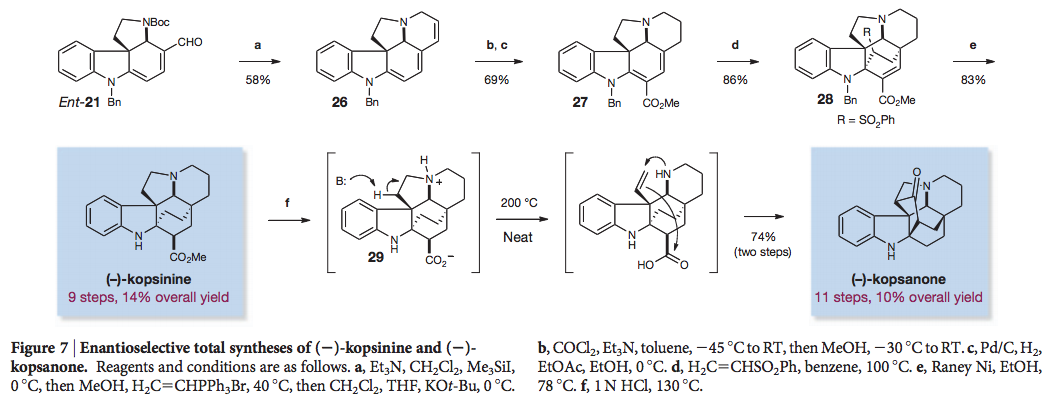 NBoc
CHO
N
Bn
Ent-21
a
58%
N
N
Bn
26
b, c
69%
N
N
Bn
CO₂Me
27
d
86%
N
R
N
Bn
CO₂Me
28
R = SO₂Ph
e
83%
N
N
H
CO₂Me
(–)-kopsinine
9 steps, 14% overall yield
f
H
N
+
B:
H
N
H
CO₂⁻
29
200 °C
Neat
HN
N
H
HO
O
74%
(two steps)
O
N
N
H
(–)-kopsanone
11 steps, 10% overall yield
Figure 7 | Enantioselective total syntheses of (−)-kopsinine and (−)-
kopsanone. Reagents and conditions are as follows. a, Et₃N, CH₂Cl₂, Me₃SiI,
0 °C, then MeOH, H₂C=CHPPh₃Br, 40 °C, then CH₂Cl₂, THF, KOt-Bu, 0 °C.
b, COCl₂, Et₃N, toluene, −45 °C to RT, then MeOH, −30 °C to RT. c, Pd/C, H₂,
EtOAc, EtOH, 0 °C. d, H₂C=CHSO₂Ph, benzene, 100 °C. e, Raney Ni, EtOH,
78 °C. f, 1 N HCl, 130 °C.